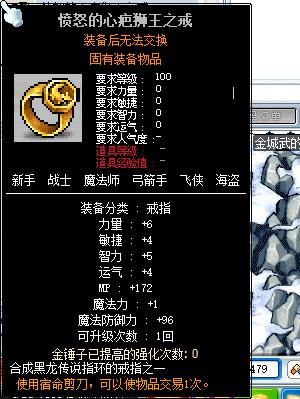 愤怒的心疤狮王之戒
装备后无法交换
固有装备物品
要求等级: 100
要求力量: 0
要求敏捷: 0
要求智力: 0
要求运气: 0
要求人气度: -
道具等级: -
道具经验值: -
新手 战士 魔法师 弓箭手 飞侠 海盗
装备分类 : 戒指
力量 : +6
敏捷 : +4
智力 : +5
运气 : +4
MP : +172
魔法力 : +1
魔法防御力 : +96
可升级次数 : 1回
金锤子已提高的强化次数: 0
合成黑龙传说指环的戒指之一
使用宿命剪刀，可以使物品交易1次。
金城武的
479